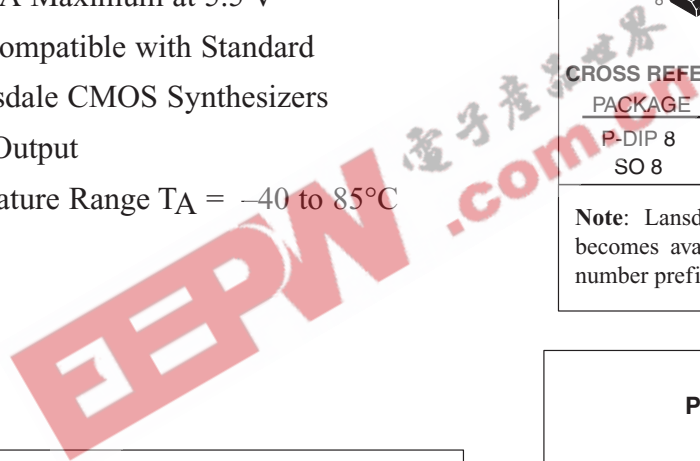 A Maximum at 5.5 V
ompatible with Standard
sdale CMOS Synthesizers
Output
ature Range TA = –40 to 85°C
8
CROSS REFE
PACKAGE
P-DIP 8
SO 8
Note: Lansd
becomes ava
number prefi
P
EEPW
.com.cn
電子產品世界